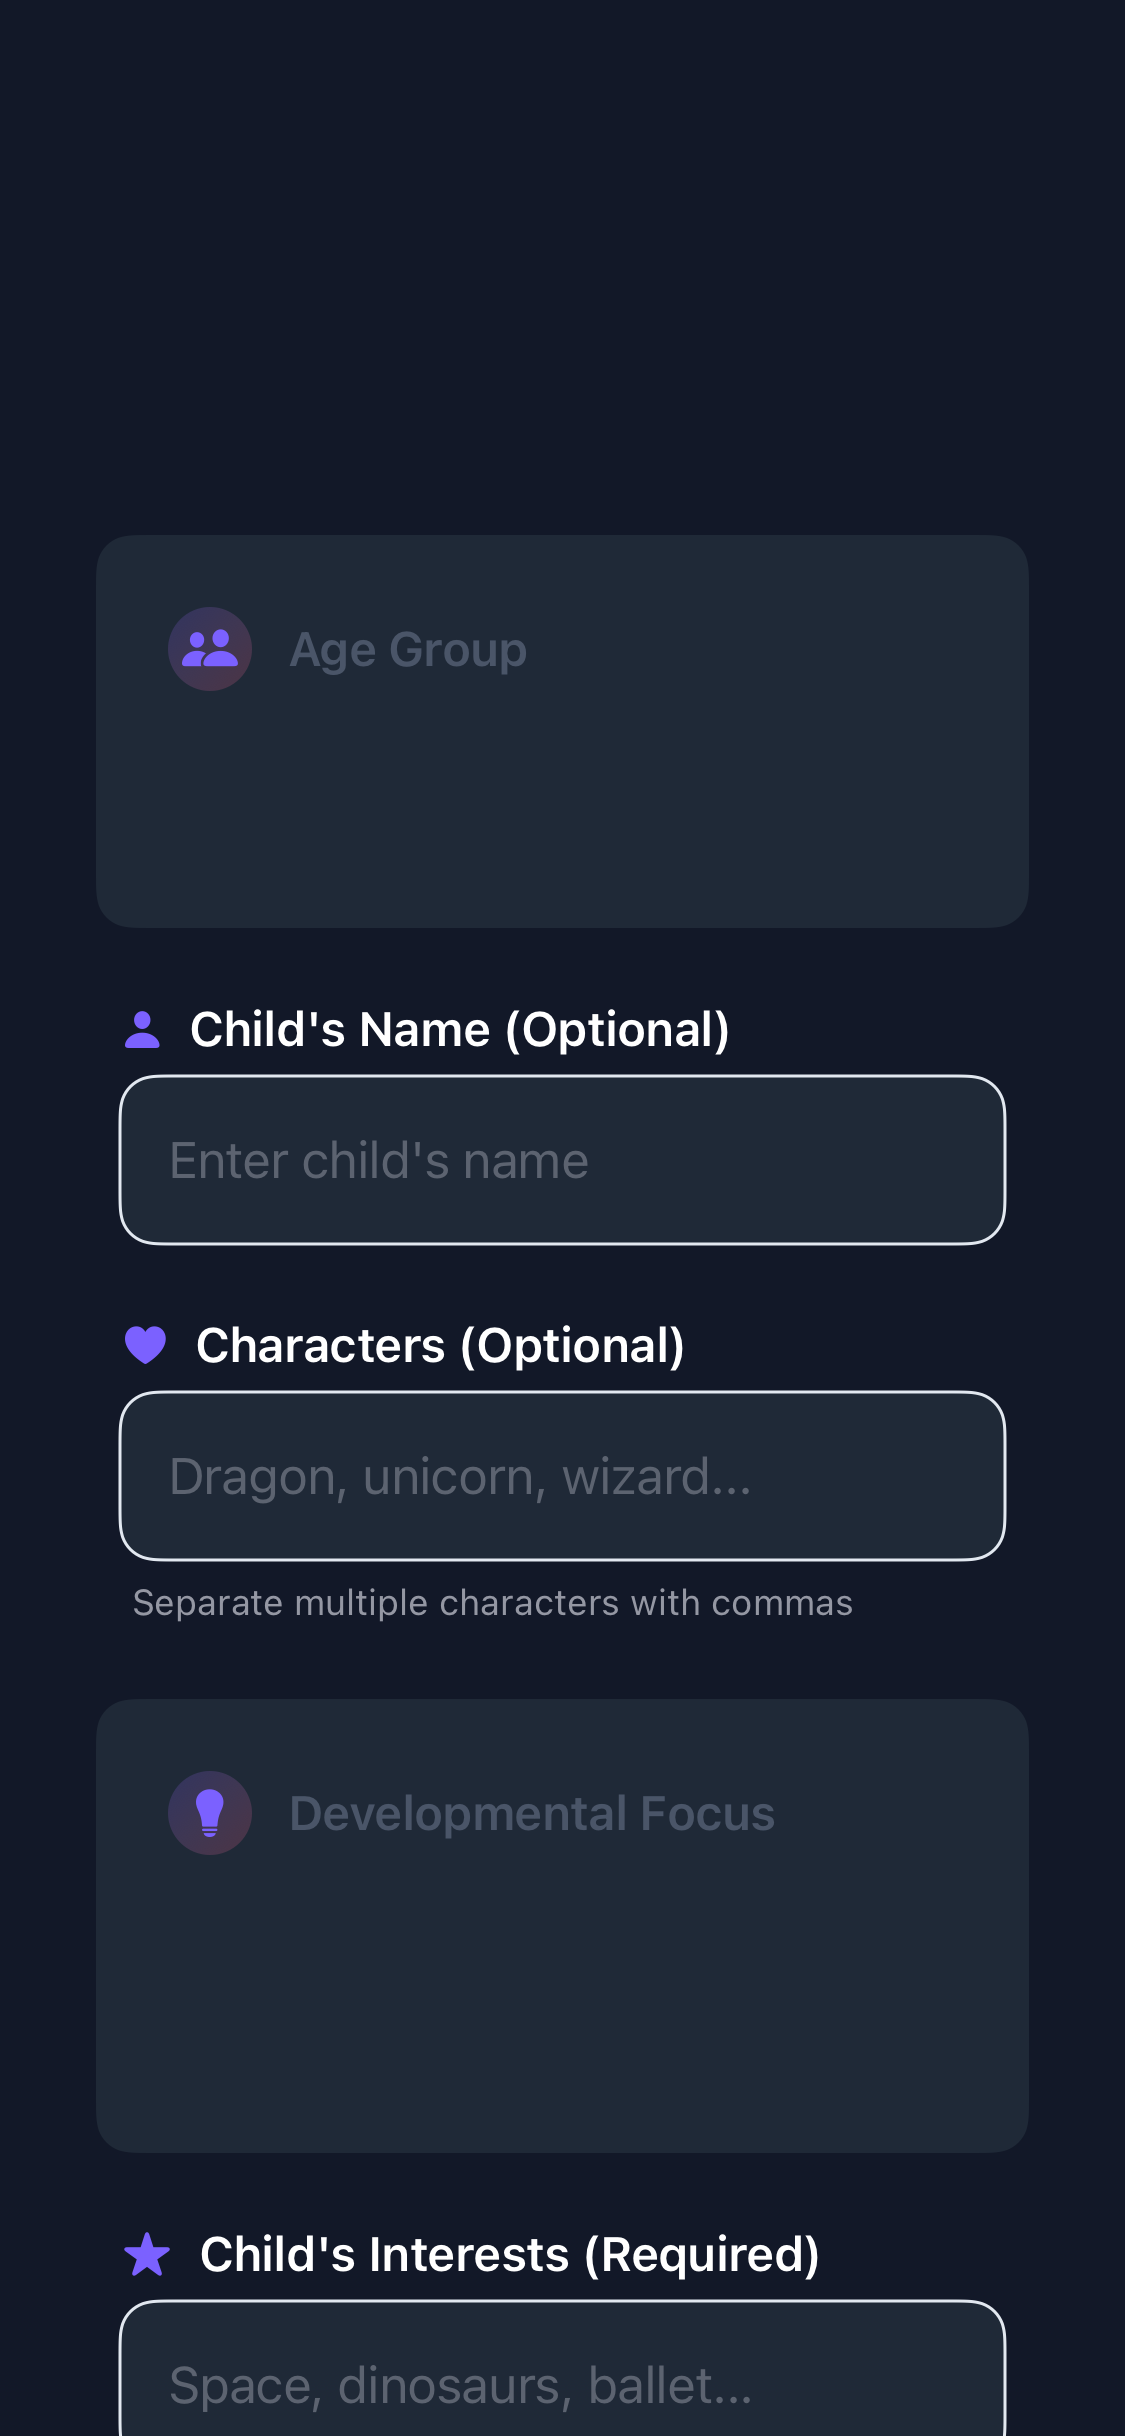 Age Group
Child's Name (Optional)
Enter child's name
Characters (Optional)
Dragon, unicorn, wizard...
Separate multiple characters with commas
Developmental Focus
Child's Interests (Required)
Space, dinosaurs, ballet...